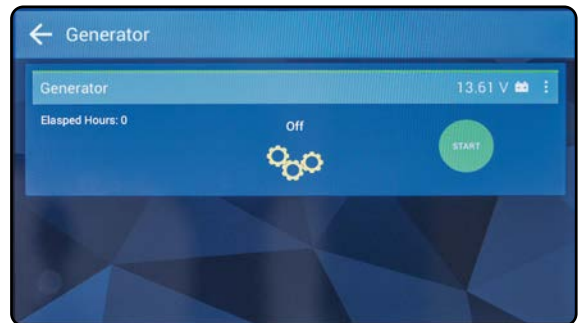 Generator
Generator 13.61 V
Elasped Hours: 0
Off
START